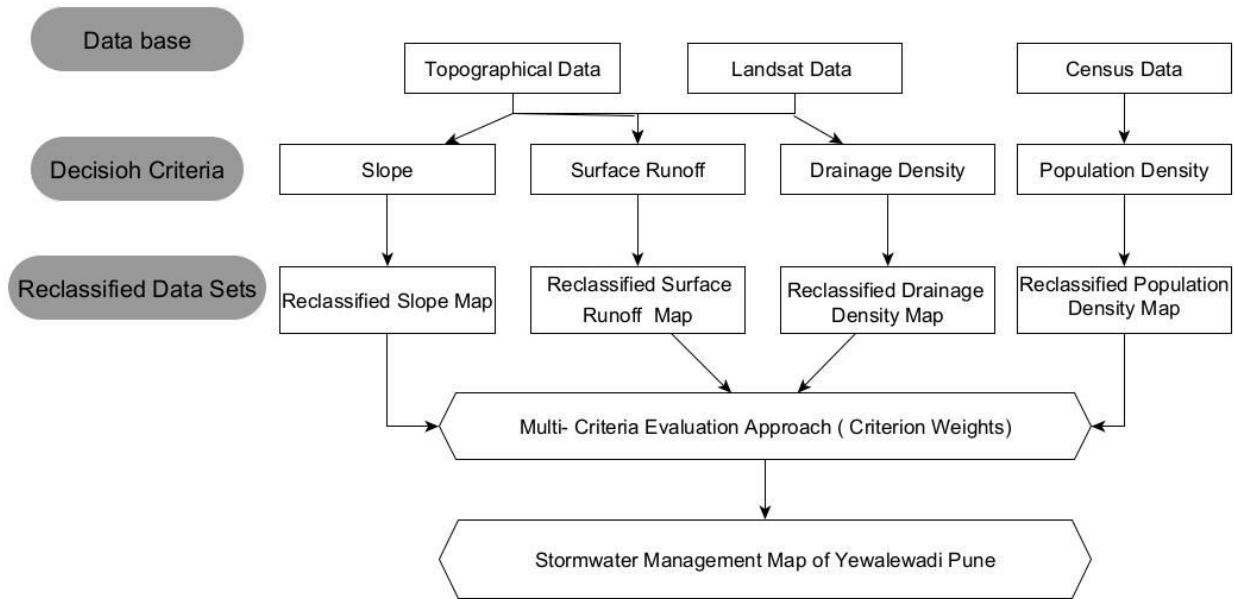 Data base
Topographical Data
Landsat Data
Census Data
Decisioh Criteria
Slope
Surface Runoff
Drainage Density
Population Density
Reclassified Data Sets
Reclassified Slope Map
Reclassified Surface
Runoff Map
Reclassified Drainage
Density Map
Reclassified Population
Density Map
Multi- Criteria Evaluation Approach ( Criterion Weights)
Stormwater Management Map of Yewalewadi Pune